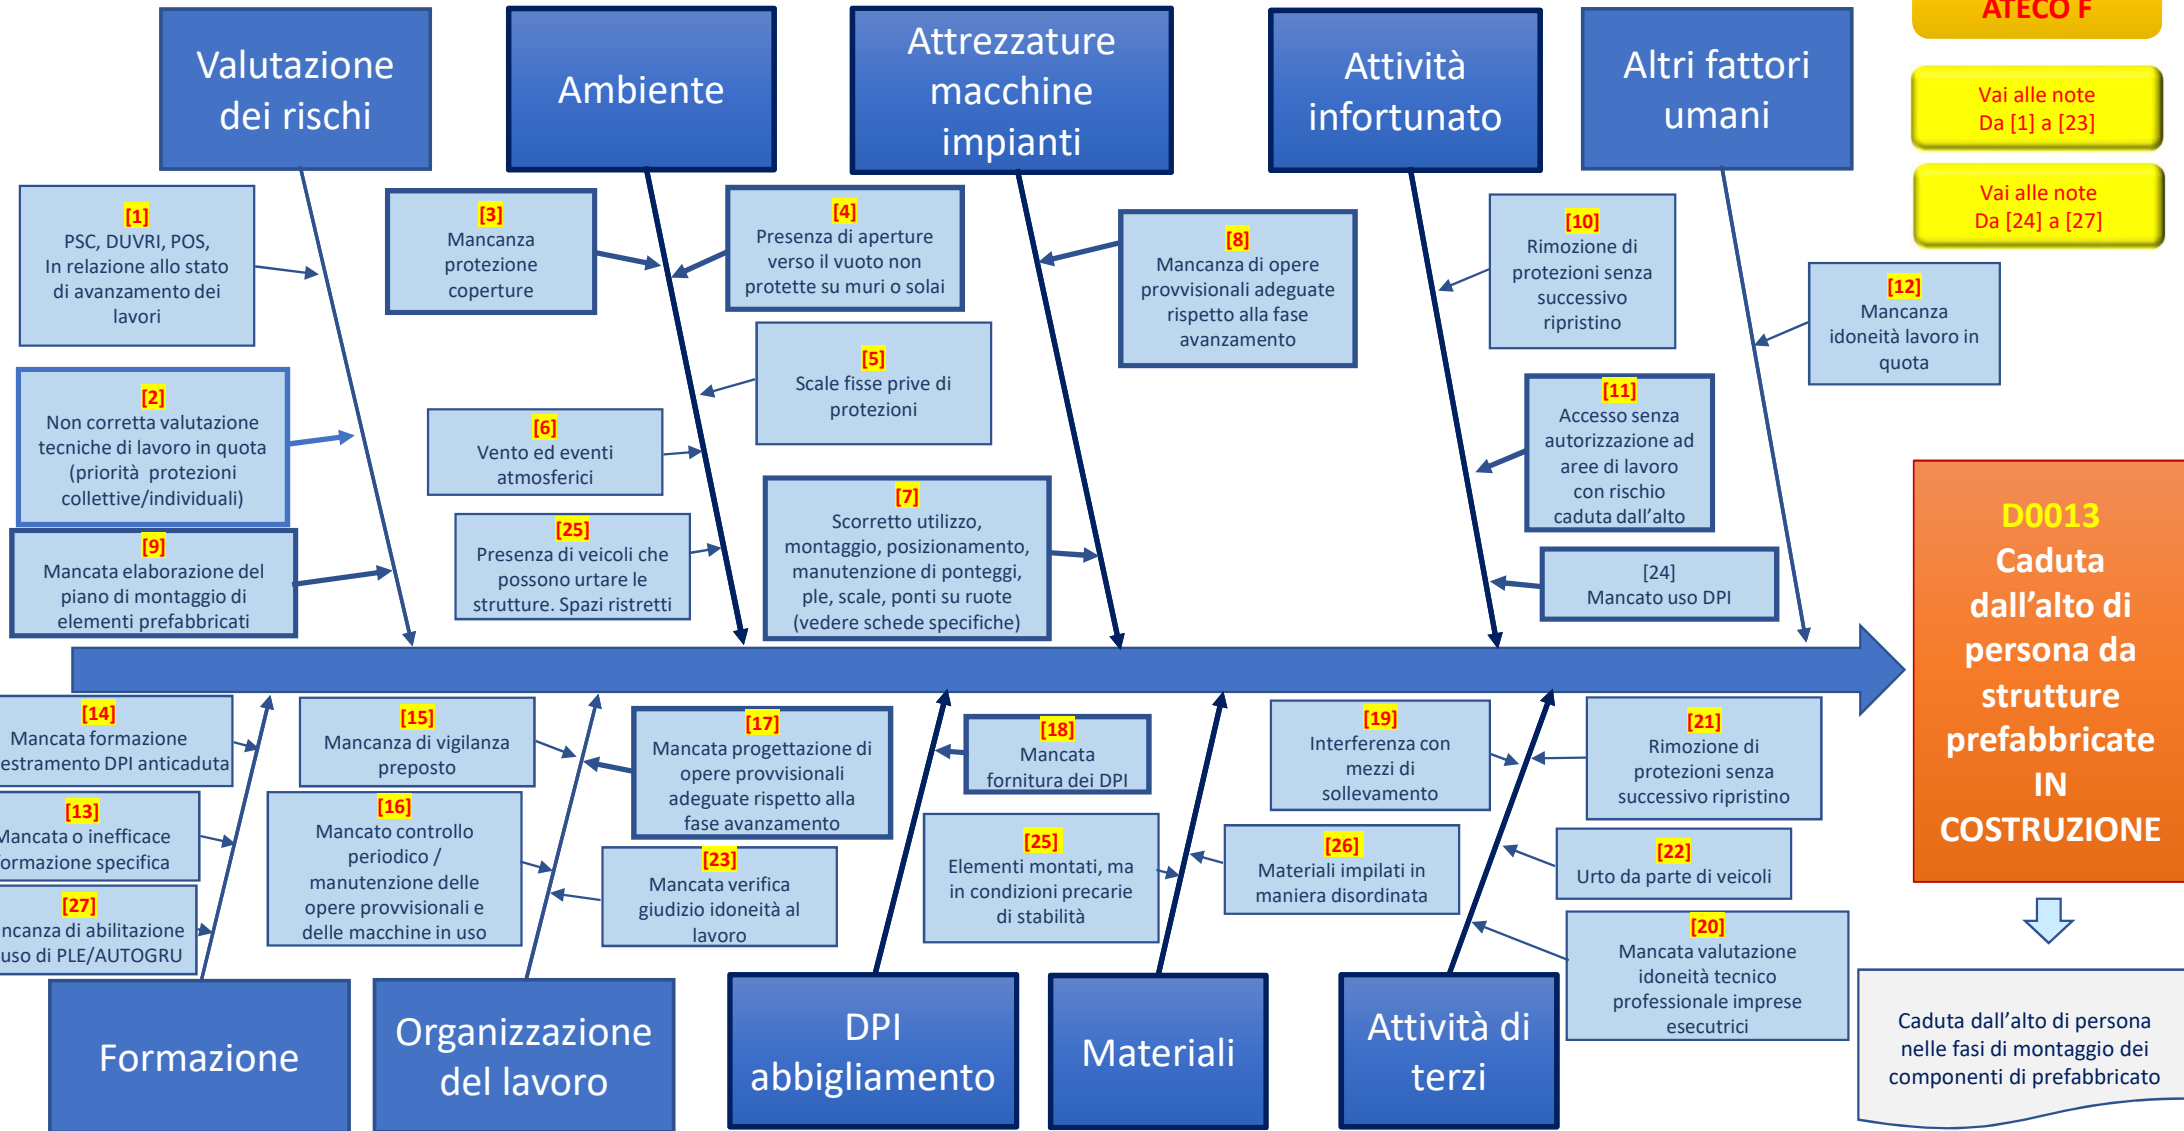 Valutazione
dei rischi
Ambiente
Attrezzature
macchine
impianti
Attività
infortunato
Altri fattori
umani
ATECO F
Vai alle note
Da [1] a [23]
Vai alle note
Da [24] a [27]
[1]
PSC, DUVRI, POS,
In relazione allo stato
di avanzamento dei
lavori
[2]
Non corretta valutazione
tecniche di lavoro in quota
(priorità protezioni
collettive/individuali)
[9]
Mancata elaborazione del
piano di montaggio di
elementi prefabbricati
[3]
Mancanza
protezione
coperture
[4]
Presenza di aperture
verso il vuoto non
protette su muri o solai
[5]
Scale fisse prive di
protezioni
[6]
Vento ed eventi
atmosferici
[25]
Presenza di veicoli che
possono urtare le
strutture. Spazi ristretti
[7]
Scorretto utilizzo,
montaggio, posizionamento,
manutenzione di ponteggi,
ple, scale, ponti su ruote
(vedere schede specifiche)
[8]
Mancanza di opere
provvisionali adeguate
rispetto alla fase
avanzamento
[10]
Rimozione di
protezioni senza
successivo
ripristino
[11]
Accesso senza
autorizzazione ad
aree di lavoro
con rischio
caduta dall’alto
[24]
Mancato uso DPI
[12]
Mancanza
idoneità lavoro in
quota
D0013
Caduta
dall’alto di
persona da
strutture
prefabbricate
IN
COSTRUZIONE
[14]
Mancata formazione
estramento DPI anticaduta
[13]
Mancata o inefficace
ormazione specifica
[27]
ncanza di abilitazione
uso di PLE/AUTOGRU
[15]
Mancanza di vigilanza
preposto
[16]
Mancato controllo
periodico /
manutenzione delle
opere provvisionali e
delle macchine in uso
[17]
Mancata progettazione di
opere provvisionali
adeguate rispetto alla
fase avanzamento
[23]
Mancata verifica
giudizio idoneità al
lavoro
[18]
Mancata
fornitura dei DPI
[25]
Elementi montati, ma
in condizioni precarie
di stabilità
[26]
Materiali impilati in
maniera disordinata
[19]
Interferenza con
mezzi di
sollevamento
[21]
Rimozione di
protezioni senza
successivo ripristino
[22]
Urto da parte di veicoli
[20]
Mancata valutazione
idoneità tecnico
professionale imprese
esecutrici
Formazione
Organizzazione
del lavoro
DPI
abbigliamento
Materiali
Attività di
terzi
Caduta dall’alto di persona
nelle fasi di montaggio dei
componenti di prefabbricato